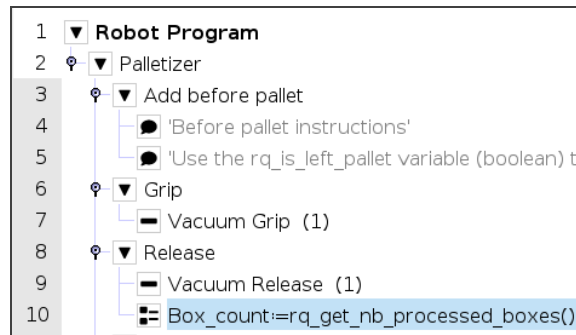 1 Robot Program
2 Palletizer
3 Add before pallet
4 'Before pallet instructions'
5 'Use the rq_is_left_pallet variable (boolean) t
6 Grip
7 Vacuum Grip (1)
8 Release
9 Vacuum Release (1)
10 Box_count:=rq_get_nb_processed_boxes()